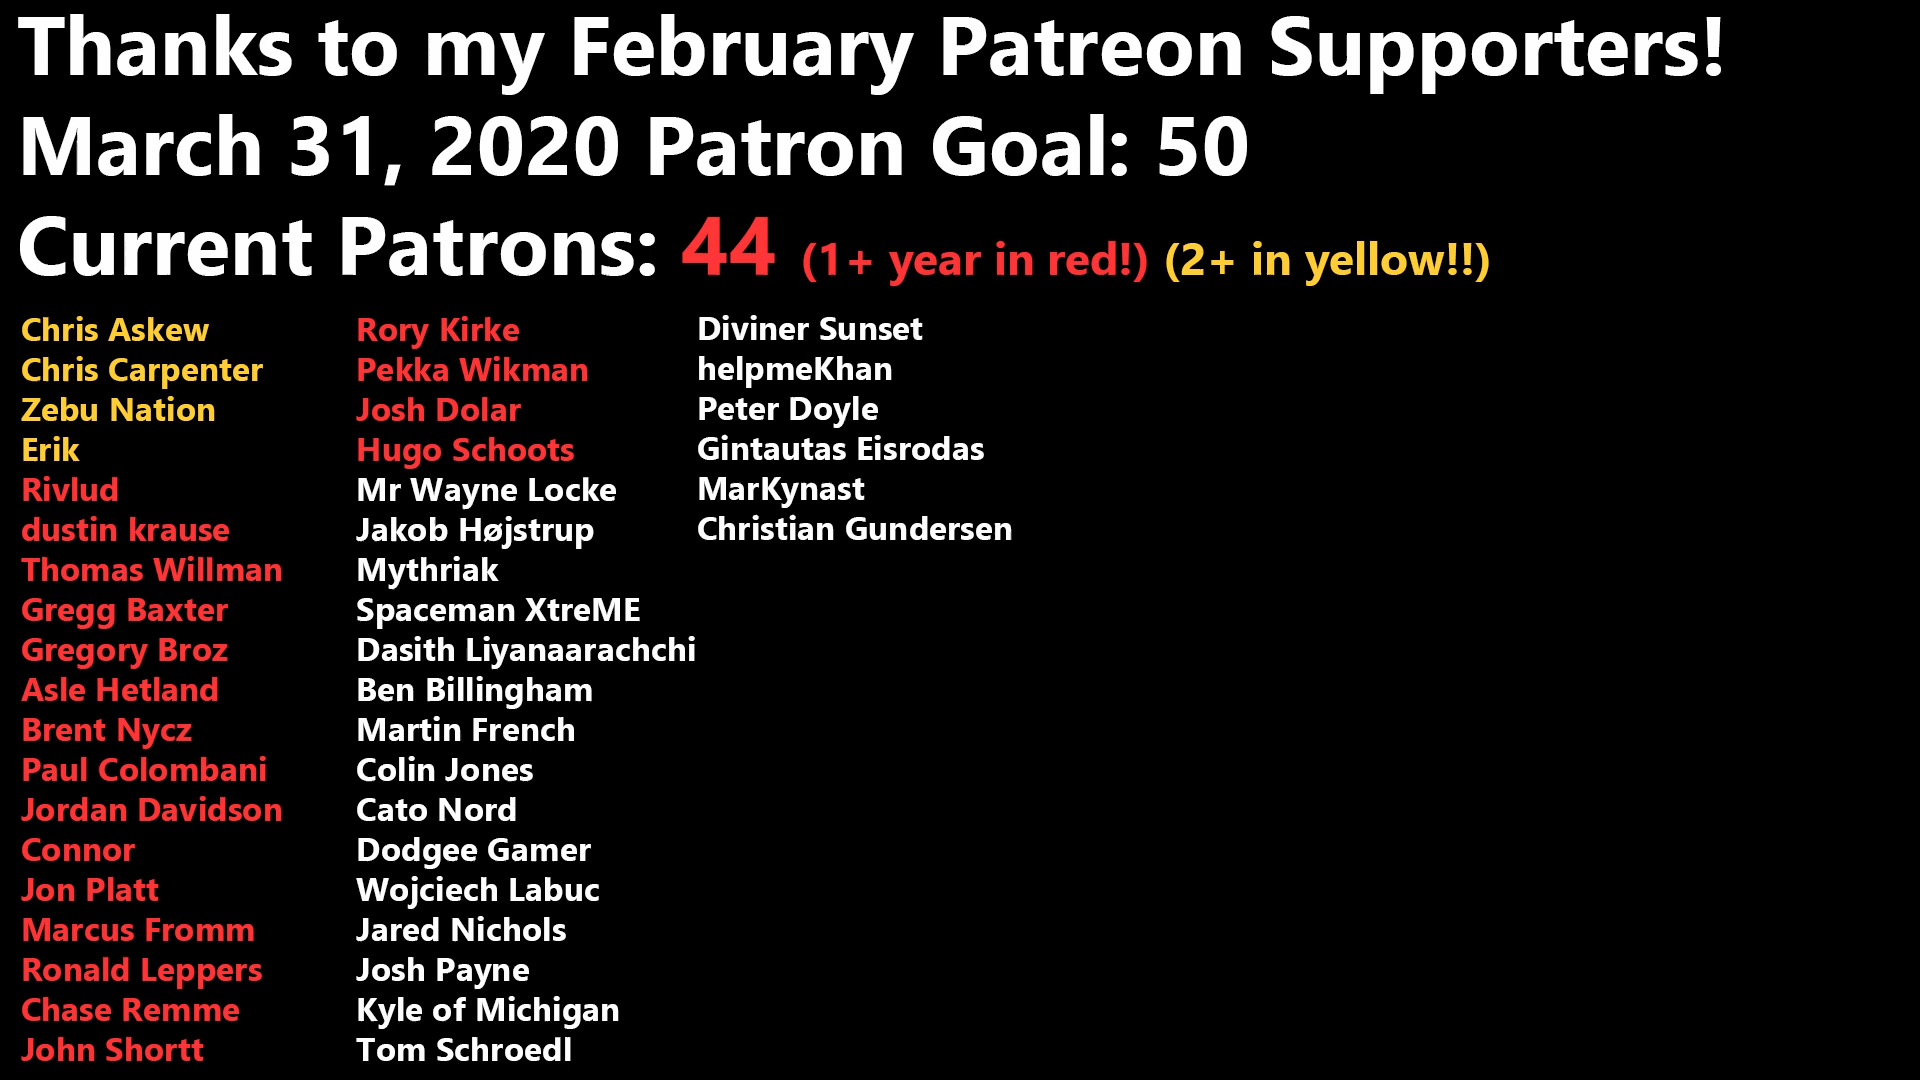 Thanks to my February Patreon Supporters!
March 31, 2020 Patron Goal: 50
Current Patrons: 44 (1+ year in red!) (2+ in yellow!!)
Chris Askew
Chris Carpenter
Zebu Nation
Erik
Rivlud
dustin krause
Thomas Willman
Gregg Baxter
Gregory Broz
Asle Hetland
Brent Nycz
Paul Colombani
Jordan Davidson
Connor
Jon Platt
Marcus Fromm
Ronald Leppers
Chase Remme
John Shortt
Rory Kirke
Pekka Wikman
Josh Dolar
Hugo Schoots
Mr Wayne Locke
Jakob Højstrup
Mythriak
Spaceman XtreME
Dasith Liyanaarachchi
Ben Billingham
Martin French
Colin Jones
Cato Nord
Dodgee Gamer
Wojciech Labuc
Jared Nichols
Josh Payne
Kyle of Michigan
Tom Schroedl
Diviner Sunset
helpmeKhan
Peter Doyle
Gintautas Eisrodas
MarKynast
Christian Gundersen